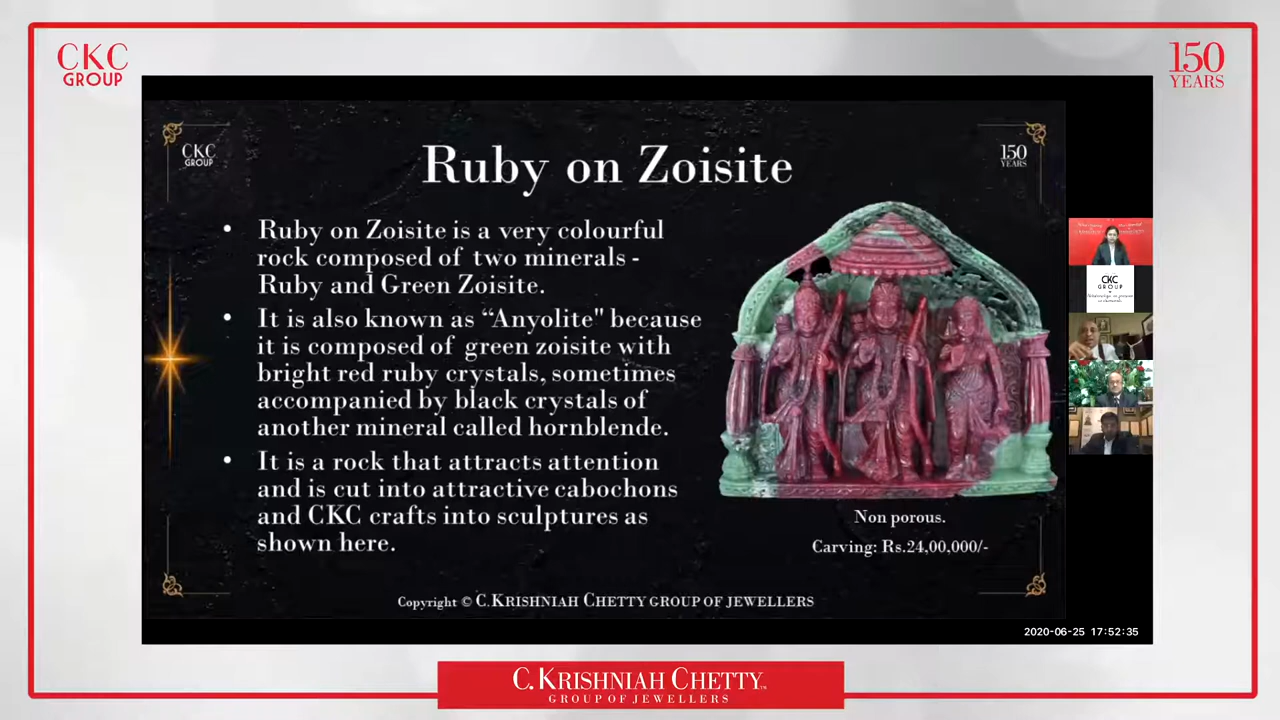 CKC
GROUP
150
YEARS
CKC
GROUP
150
YEARS
Ruby on Zoisite
• Ruby on Zoisite is a very colourful
rock composed of two minerals -
Ruby and Green Zoisite.
• It is also known as “Anyolite" because
it is composed of green zoisite with
bright red ruby crystals, sometimes
accompanied by black crystals of
another mineral called hornblende.
• It is a rock that attracts attention
and is cut into attractive cabochons
and CKC crafts into sculptures as
shown here.
Non porous.
Carving: Rs.24,00,000/-
Copyright © C.KRISHNIAH CHETTY GROUP OF JEWELLERS
CKC
GROUP
2020-06-25 17:52:35
C.KRISHNIAH CHETTY™
GROUP OF JEWELLERS